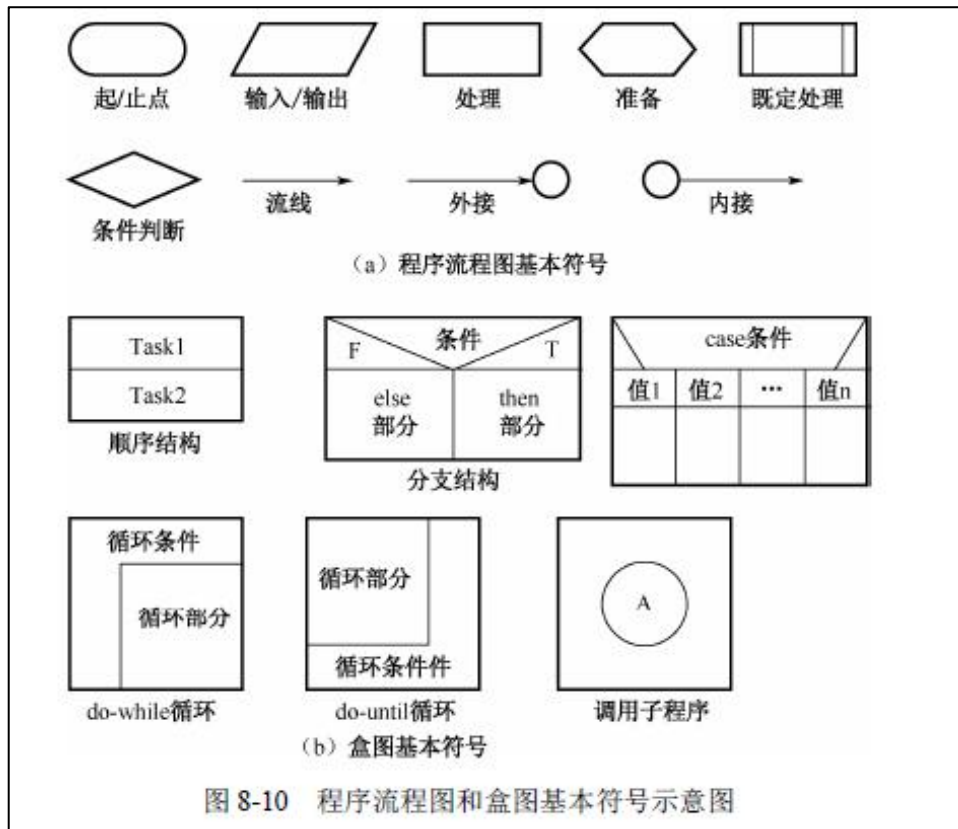 起/止点 输入/输出 处理 准备 既定处理
条件判断 流线 外接 内接
（a）程序流程图基本符号
Task1
Task2
顺序结构
条件
F T
else
部分
then
部分
分支结构
case条件
值1 值2 … 值n
循环条件
循环部分
do-while循环
循环部分
循环条件件
do-until循环
A
调用子程序
（b）盒图基本符号
图 8-10 程序流程图和盒图基本符号示意图